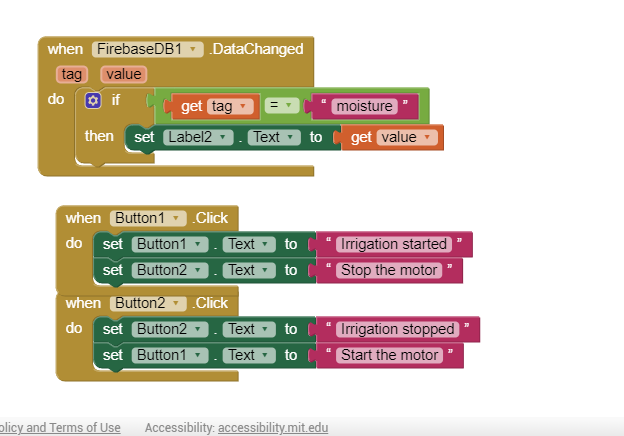 when FirebaseDB1 .DataChanged
tag value
do if get tag = " moisture "
then set Label2 . Text to get value
when Button1 .Click
do set Button1 . Text to " Irrigation started "
set Button2 . Text to " Stop the motor "
when Button2 .Click
do set Button2 . Text to " Irrigation stopped "
set Button1 . Text to " Start the motor "
olicy and Terms of Use Accessibility: accessibility.mit.edu